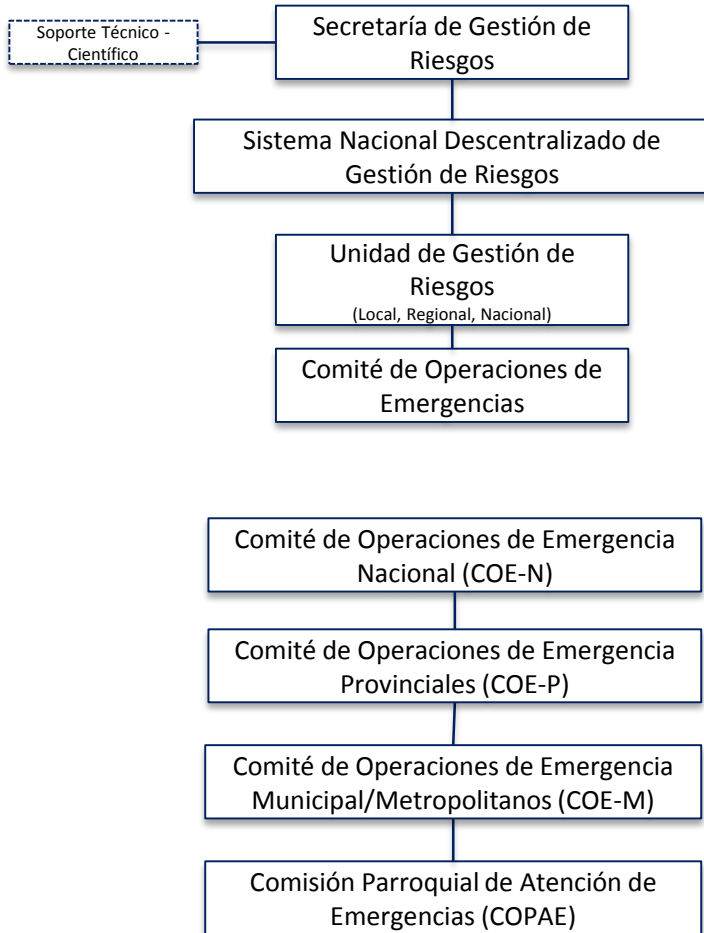 Soporte Técnico -
Científico
Secretaría de Gestión de
Riesgos
Sistema Nacional Descentralizado de
Gestión de Riesgos
Unidad de Gestión de
Riesgos
(Local, Regional, Nacional)
Comité de Operaciones de
Emergencias
Comité de Operaciones de Emergencia
Nacional (COE-N)
Comité de Operaciones de Emergencia
Provinciales (COE-P)
Comité de Operaciones de Emergencia
Municipal/Metropolitanos (COE-M)
Comisión Parroquial de Atención de
Emergencias (COPAE)